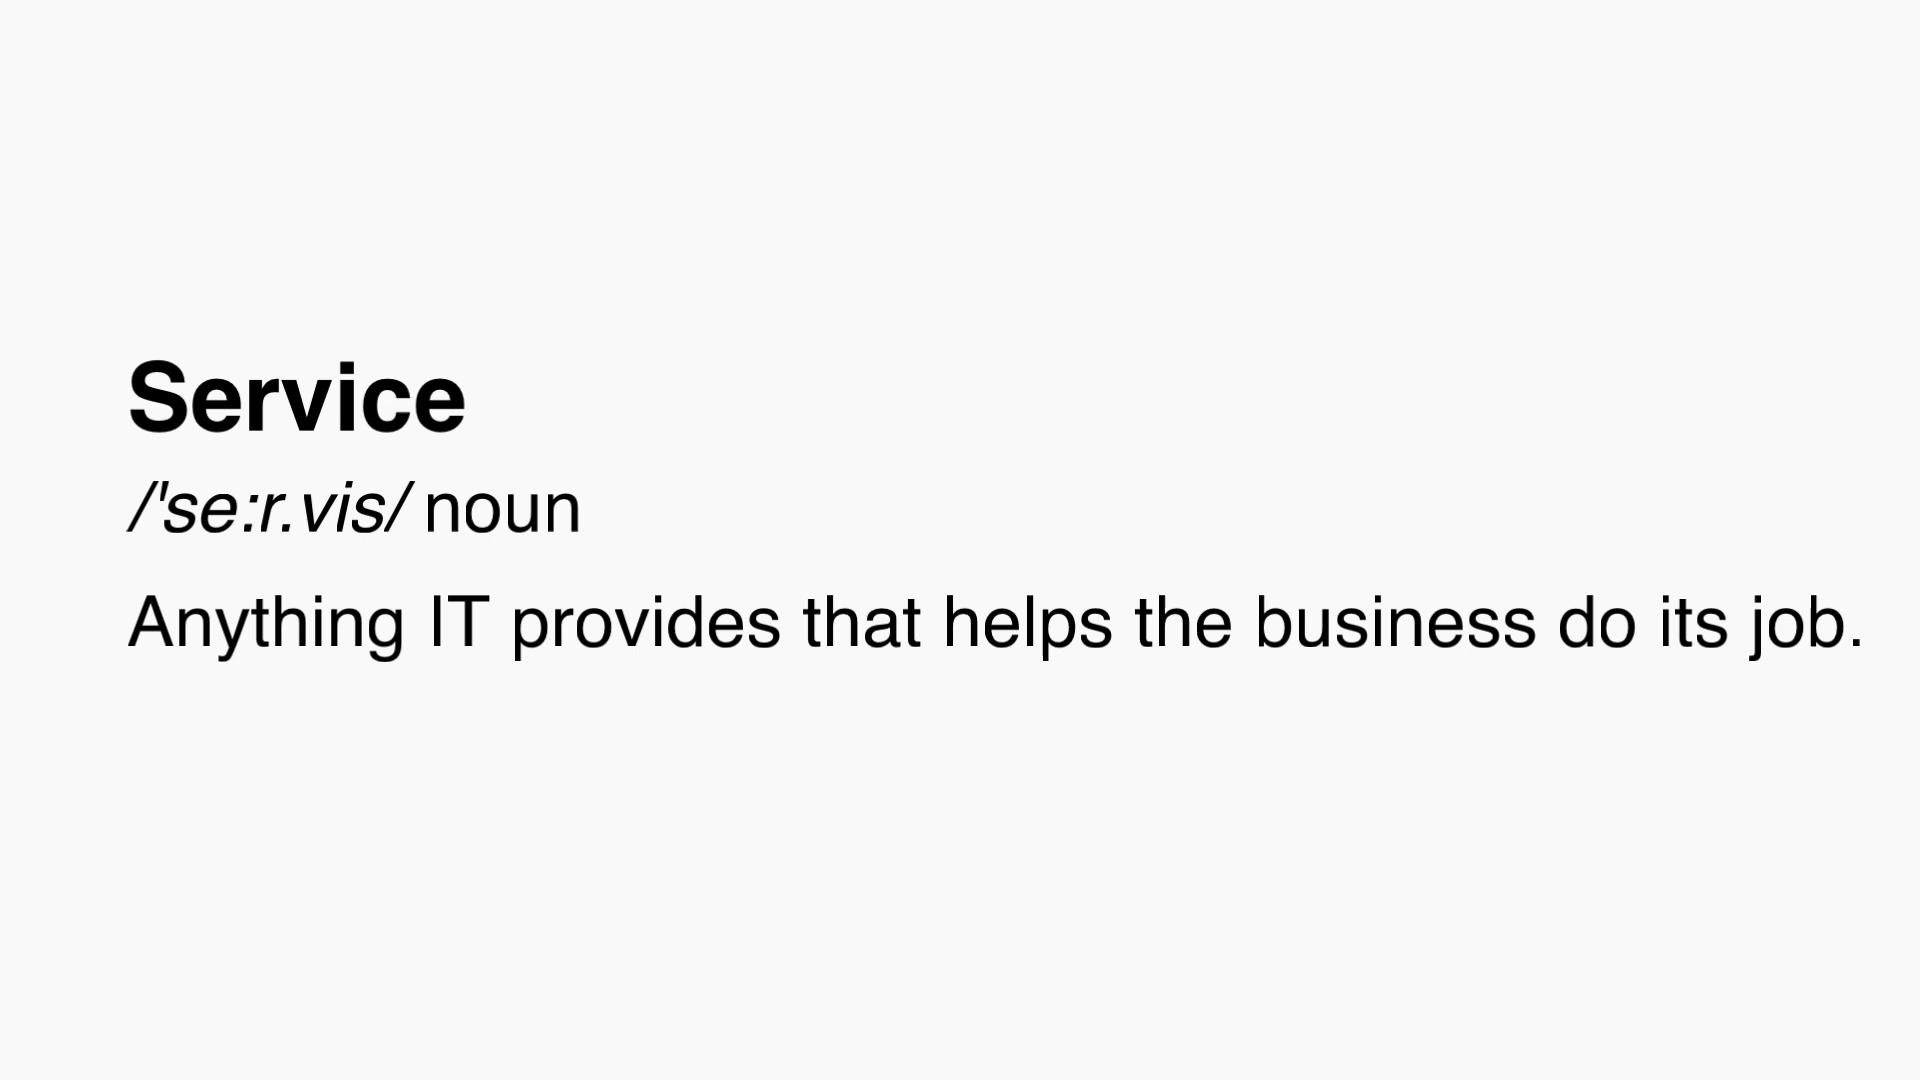 Service
/'se:r.vis/ noun
Anything IT provides that helps the business do its job.